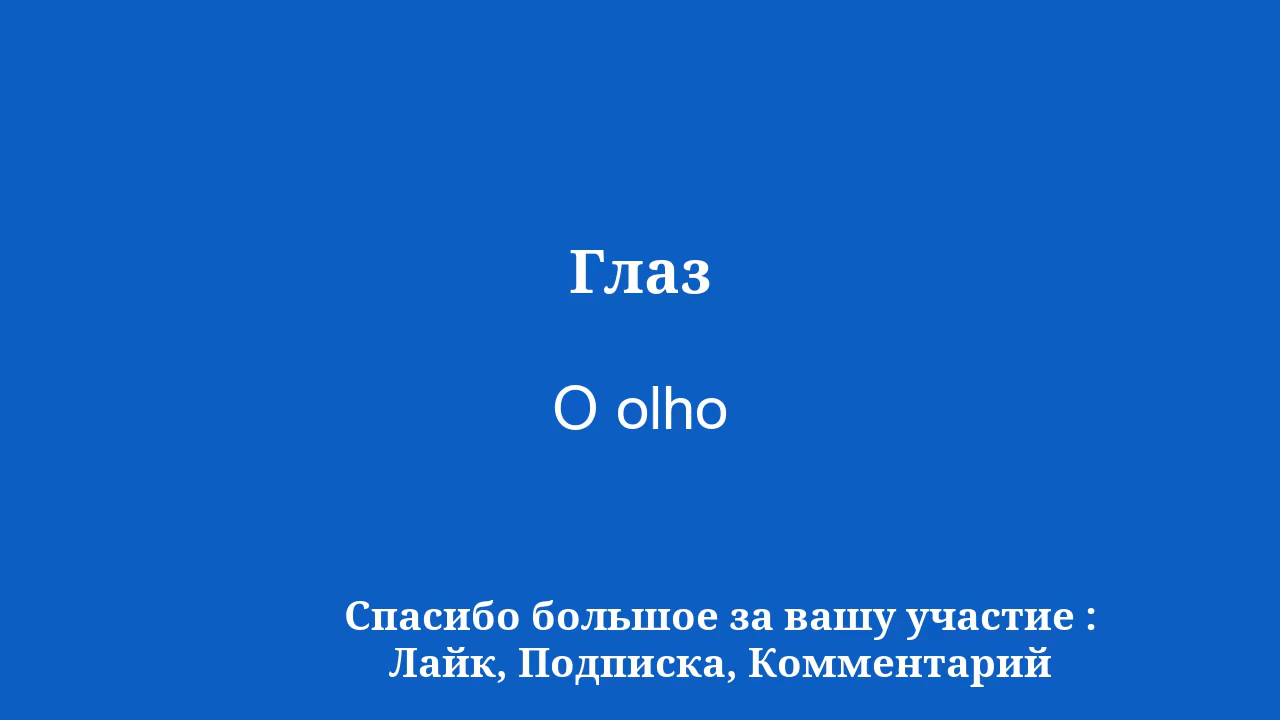 Глаз
O olho
Спасибо большое за вашу участие :
Лайк, Подписка, Комментарий